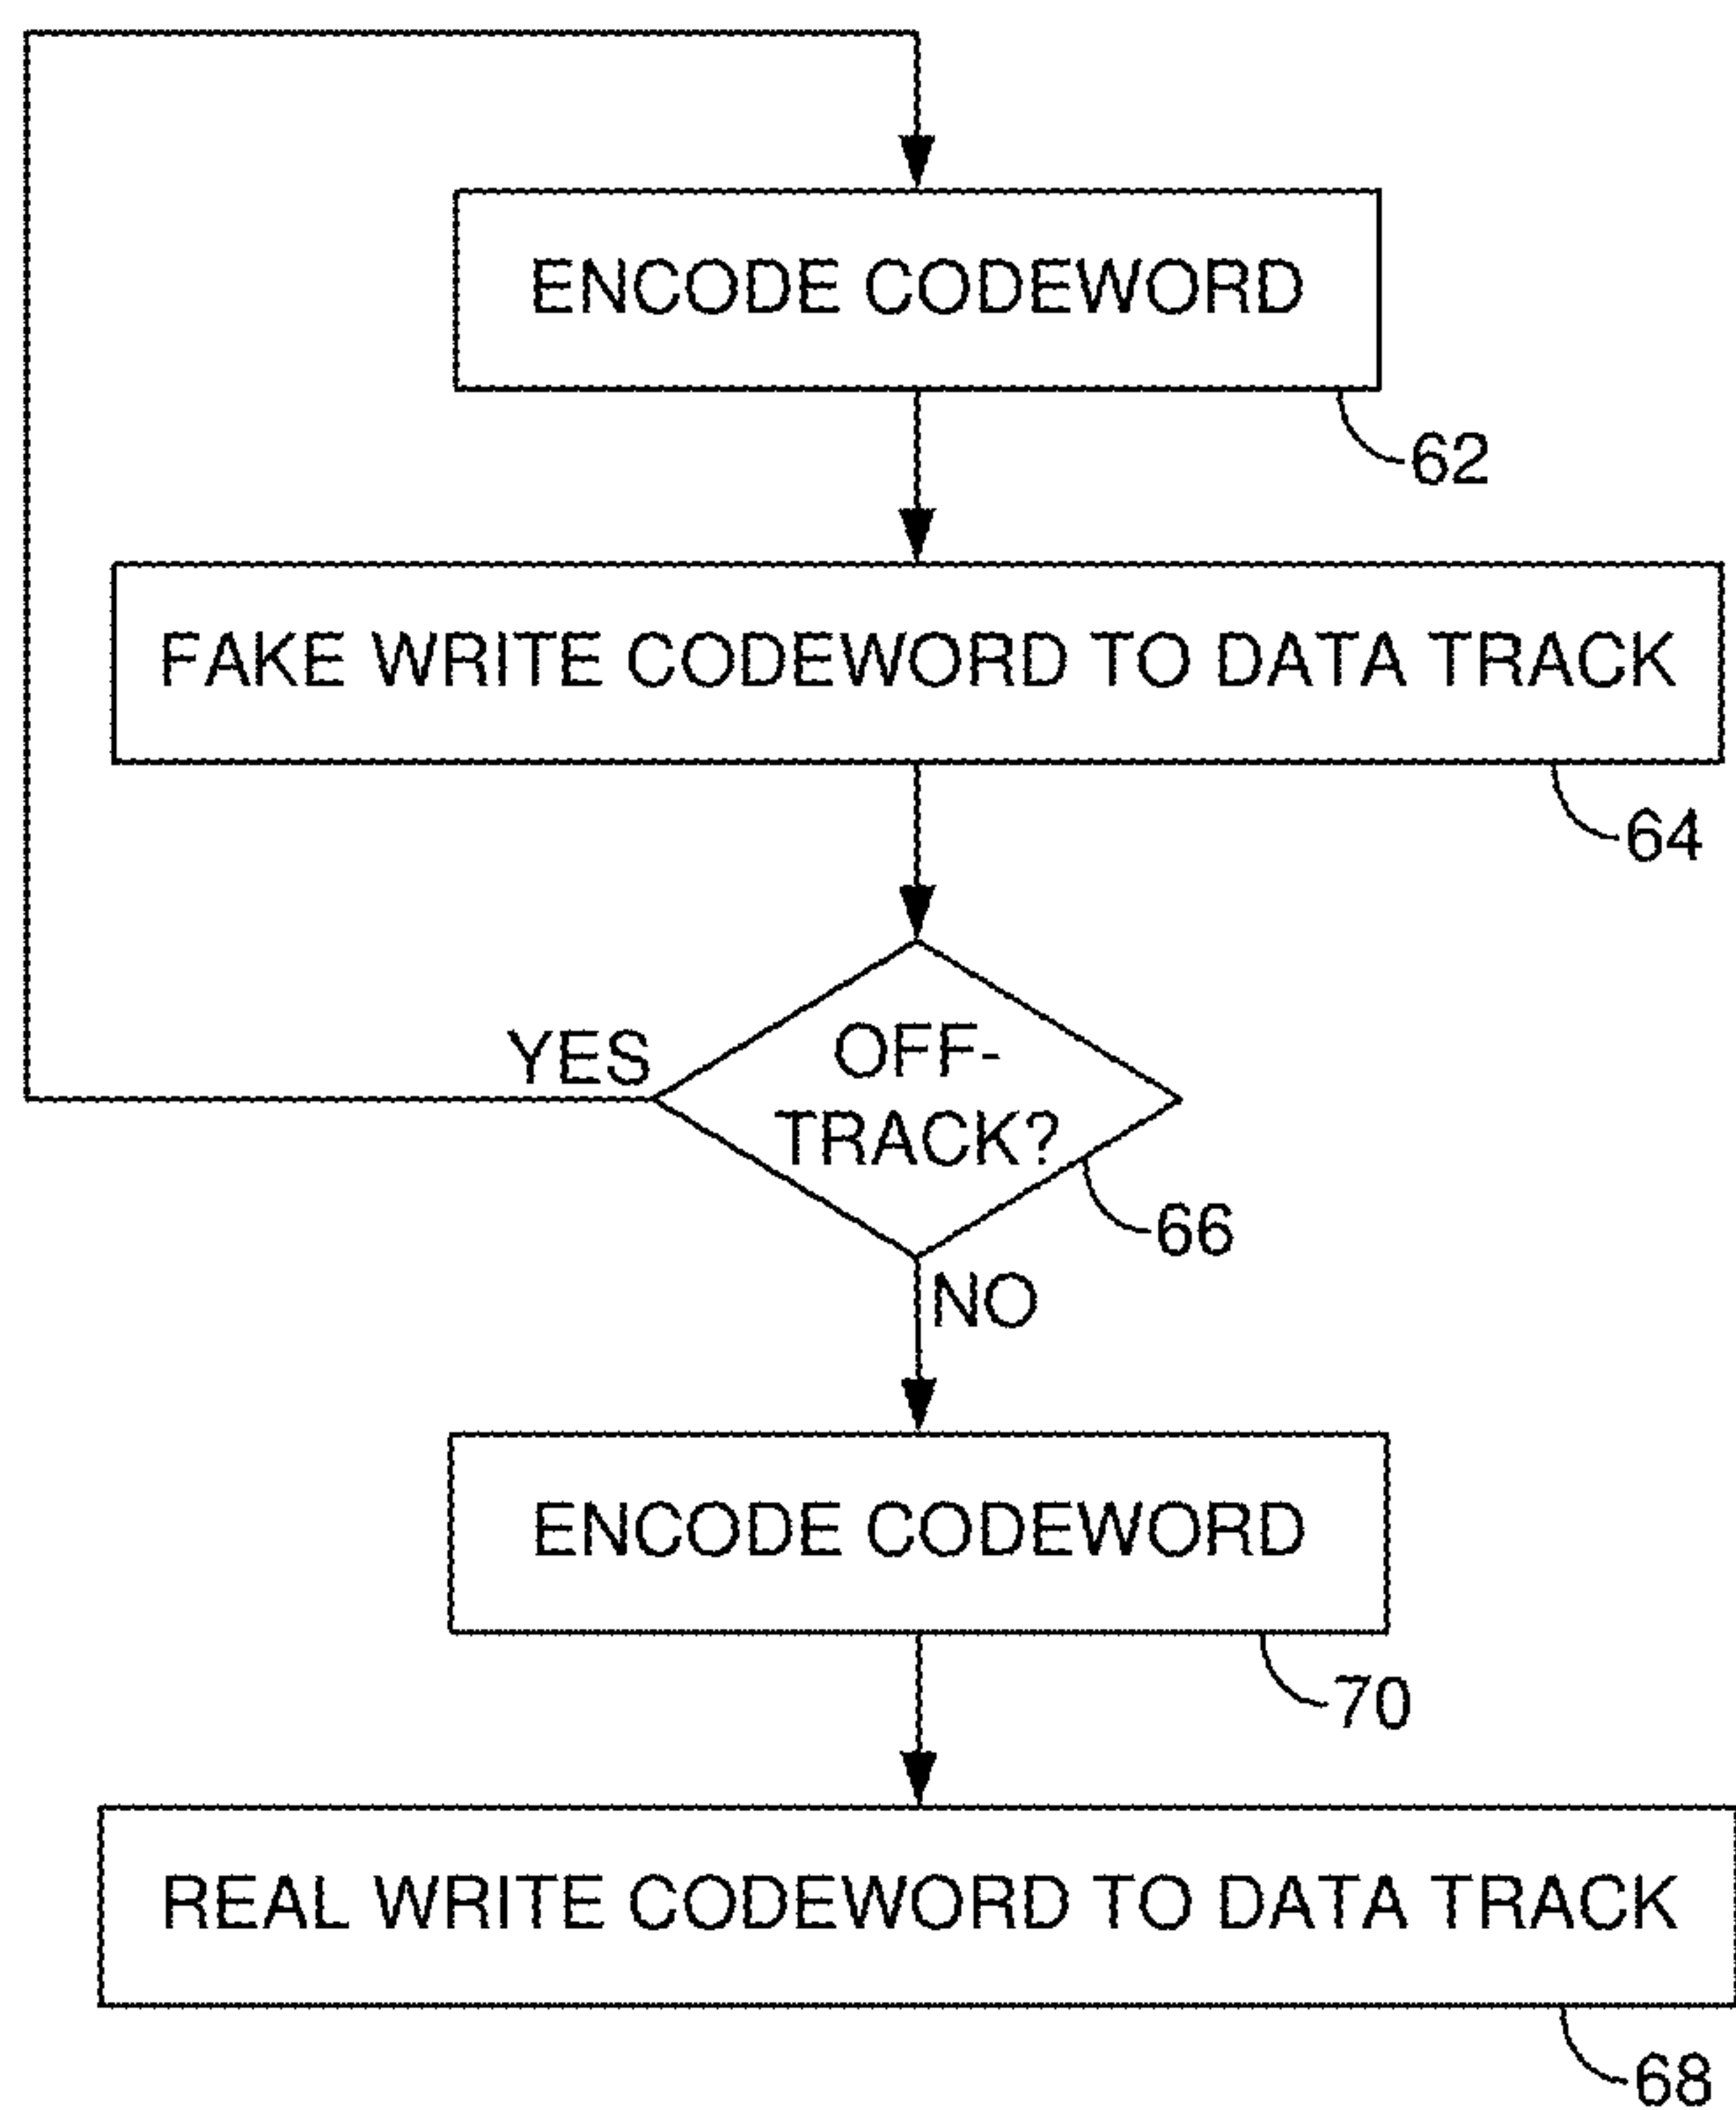 ENCODE CODEWORD
62
FAKE WRITE CODEWORD TO DATA TRACK
64
YES
OFF-
TRACK?
66
NO
ENCODE CODEWORD
70
REAL WRITE CODEWORD TO DATA TRACK
68